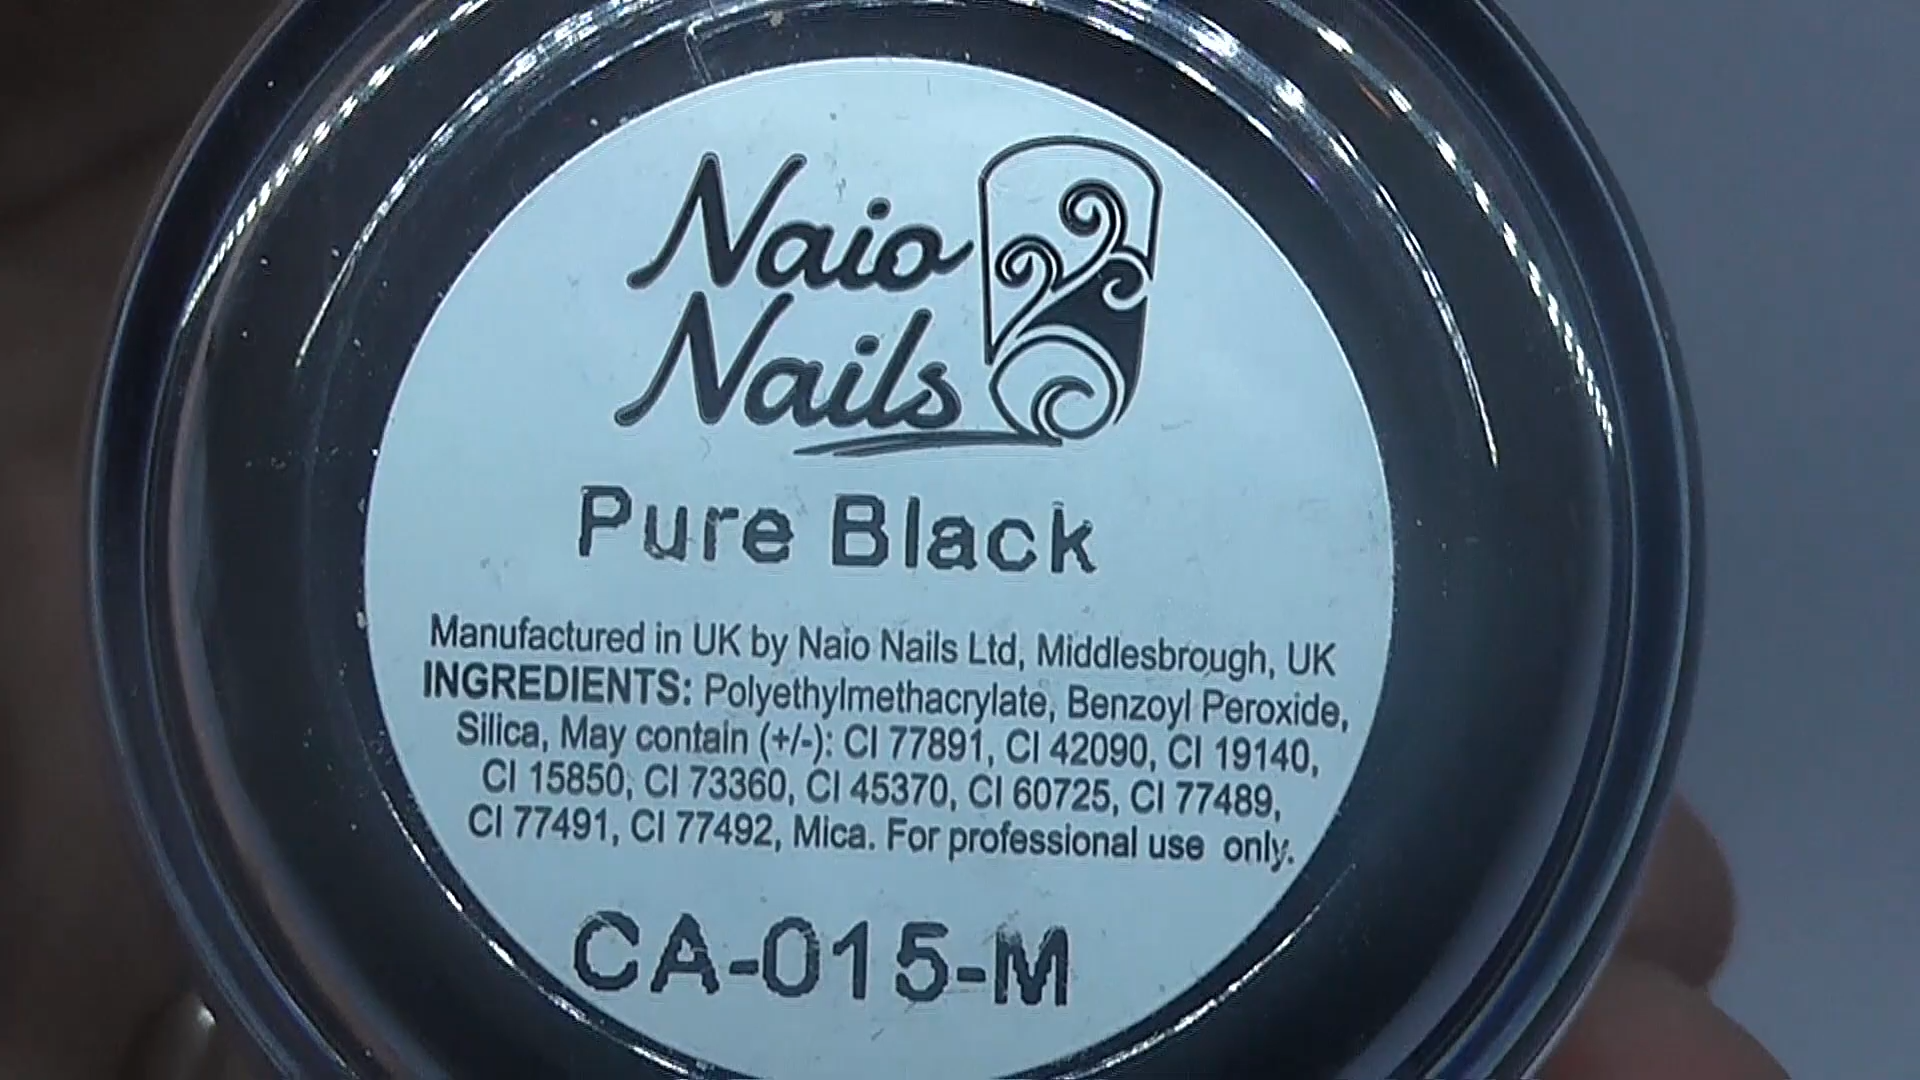 Naio
Nails
Pure Black
Manufactured in UK by Naio Nails Ltd, Middlesbrough, UK
INGREDIENTS: Polyethylmethacrylate, Benzoyl Peroxide,
Silica, May contain (+/-): CI 77891, CI 42090, CI 19140,
CI 15850, CI 73360, CI 45370, CI 60725, CI 77489,
CI 77491, CI 77492, Mica. For professional use only.
CA-015-M